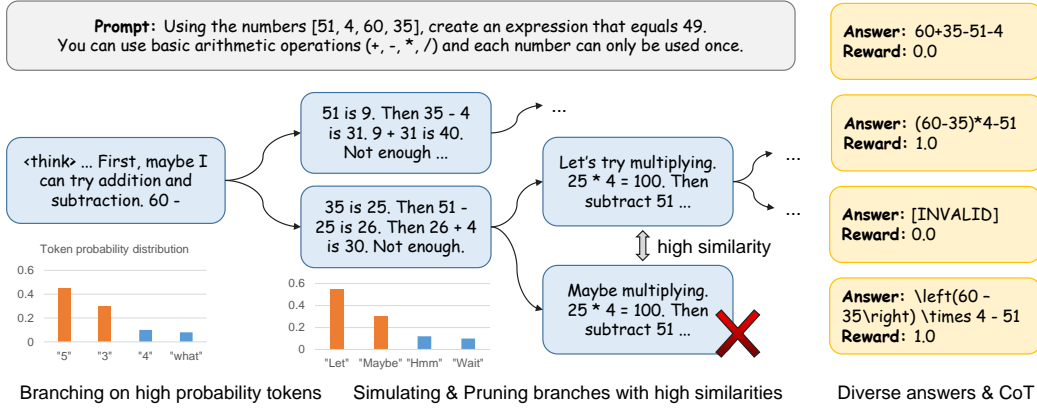 Prompt: Using the numbers [51, 4, 60, 35], create an expression that equals 49.
You can use basic arithmetic operations (+, -, *, /) and each number can only be used once.
<think> ... First, maybe I
can try addition and
subtraction. 60 -
51 is 9. Then 35 - 4
is 31. 9 + 31 is 40.
Not enough ...
...
35 is 25. Then 51 -
25 is 26. Then 26 + 4
is 30. Not enough.
Let's try multiplying.
25 * 4 = 100. Then
subtract 51 ...
...
...
high similarity
Maybe multiplying.
25 * 4 = 100. Then
subtract 51 ...
Token probability distribution
0.6
0.4
0.2
0
"5" "3" "4" "what"
0.6
0.4
0.2
0
"Let" "Maybe" "Hmm" "Wait"
Answer: 60+35-51-4
Reward: 0.0
Answer: (60-35)*4-51
Reward: 1.0
Answer: [INVALID]
Reward: 0.0
Answer: \left(60 –
35\right) \times 4 - 51
Reward: 1.0
Branching on high probability tokens
Simulating & Pruning branches with high similarities
Diverse answers & CoT